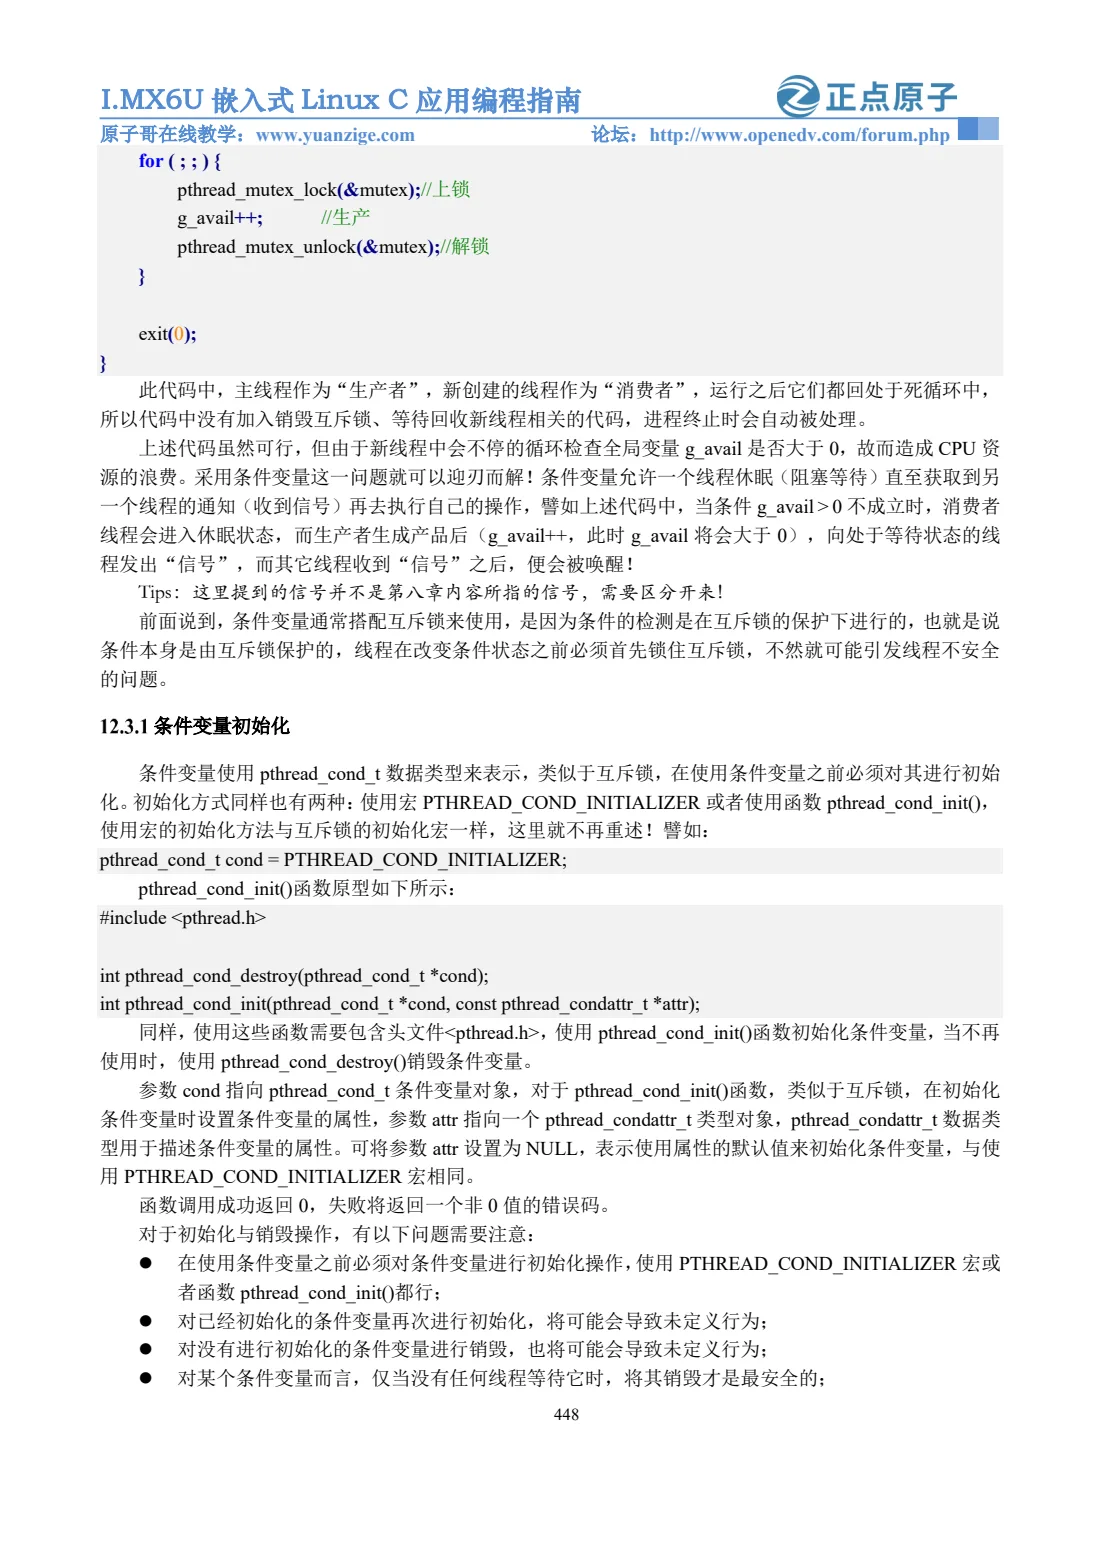 I.MX6U 嵌入式 Linux C 应用编程指南
正点原子
原子哥在线教学：www.yuanzige.com 论坛：http://www.openedv.com/forum.php
for ( ; ; ) {
pthread_mutex_lock(&mutex);//上锁
g_avail++; //生产
pthread_mutex_unlock(&mutex);//解锁
}
exit(0);
}
此代码中，主线程作为“生产者”，新创建的线程作为“消费者”，运行之后它们都回处于死循环中，
所以代码中没有加入销毁互斥锁、等待回收新线程相关的代码，进程终止时会自动被处理。
上述代码虽然可行，但由于新线程中会不停的循环检查全局变量 g_avail 是否大于 0，故而造成 CPU 资
源的浪费。采用条件变量这一问题就可以迎刃而解！条件变量允许一个线程休眠（阻塞等待）直至获取到另
一个线程的通知（收到信号）再去执行自己的操作，譬如上述代码中，当条件 g_avail > 0 不成立时，消费者
线程会进入休眠状态，而生产者生成产品后（g_avail++，此时 g_avail 将会大于 0），向处于等待状态的线
程发出“信号”，而其它线程收到“信号”之后，便会被唤醒！
Tips：这里提到的信号并不是第八章内容所指的信号，需要区分开来！
前面说到，条件变量通常搭配互斥锁来使用，是因为条件的检测是在互斥锁的保护下进行的，也就是说
条件本身是由互斥锁保护的，线程在改变条件状态之前必须首先锁住互斥锁，不然就可能引发线程不安全
的问题。
12.3.1 条件变量初始化
条件变量使用 pthread_cond_t 数据类型来表示，类似于互斥锁，在使用条件变量之前必须对其进行初始
化。初始化方式同样也有两种：使用宏 PTHREAD_COND_INITIALIZER 或者使用函数 pthread_cond_init()，
使用宏的初始化方法与互斥锁的初始化宏一样，这里就不再重述！譬如：
pthread_cond_t cond = PTHREAD_COND_INITIALIZER;
pthread_cond_init()函数原型如下所示：
#include <pthread.h>
int pthread_cond_destroy(pthread_cond_t *cond);
int pthread_cond_init(pthread_cond_t *cond, const pthread_condattr_t *attr);
同样，使用这些函数需要包含头文件<pthread.h>，使用 pthread_cond_init()函数初始化条件变量，当不再
使用时，使用 pthread_cond_destroy()销毁条件变量。
参数 cond 指向 pthread_cond_t 条件变量对象，对于 pthread_cond_init()函数，类似于互斥锁，在初始化
条件变量时设置条件变量的属性，参数 attr 指向一个 pthread_condattr_t 类型对象，pthread_condattr_t 数据类
型用于描述条件变量的属性。可将参数 attr 设置为 NULL，表示使用属性的默认值来初始化条件变量，与使
用 PTHREAD_COND_INITIALIZER 宏相同。
函数调用成功返回 0，失败将返回一个非 0 值的错误码。
对于初始化与销毁操作，有以下问题需要注意：
● 在使用条件变量之前必须对条件变量进行初始化操作，使用 PTHREAD_COND_INITIALIZER 宏或
者函数 pthread_cond_init()都行；
● 对已经初始化的条件变量再次进行初始化，将可能会导致未定义行为；
● 对没有进行初始化的条件变量进行销毁，也将可能会导致未定义行为；
● 对某个条件变量而言，仅当没有任何线程等待它时，将其销毁才是最安全的；
448